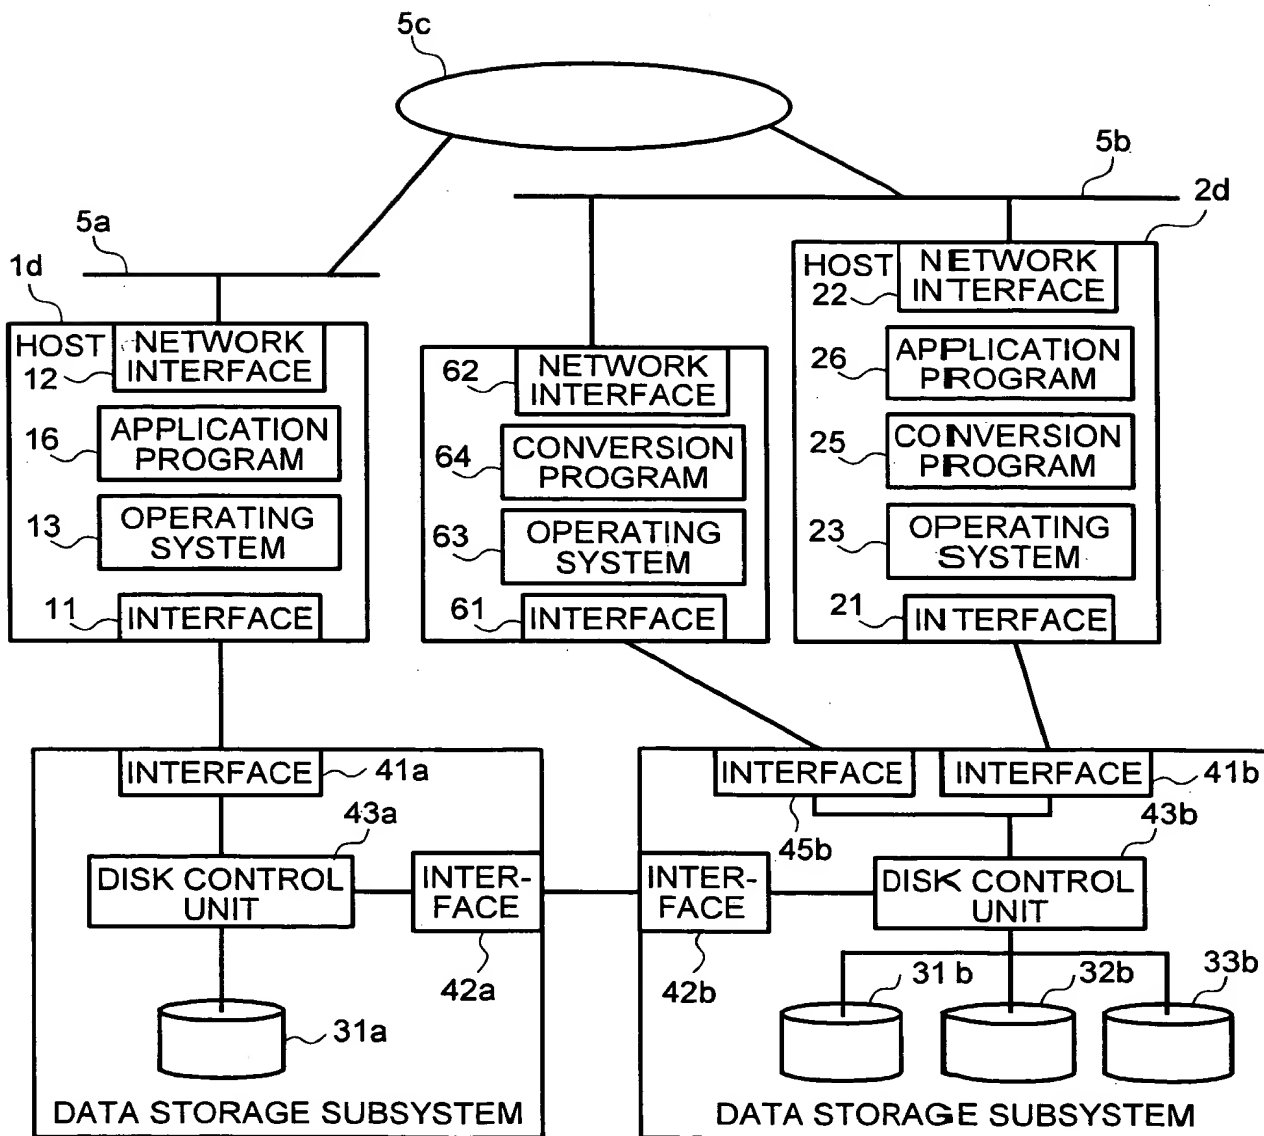 5c
5b
2d
5a
1d
HOST
12
NETWORK
INTERFACE
16
APPLICATION
PROGRAM
13
OPERATING
SYSTEM
11
INTERFACE
62
NETWORK
INTERFACE
64
CONVERSION
PROGRAM
63
OPERATING
SYSTEM
61
INTERFACE
HOST
22
NETWORK
INTERFACE
26
APPLICATION
PROGRAM
25
CONVERSION
PROGRAM
23
OPERATING
SYSTEM
21
INTERFACE
INTERFACE
41a
43a
DISK CONTROL
UNIT
INTER-
FACE
42a
31a
DATA STORAGE SUBSYSTEM
INTERFACE
45b
INTERFACE
41b
43b
INTER-
FACE
42b
DISK CONTROL
UNIT
31b
32b
33b
DATA STORAGE SUBSYSTEM